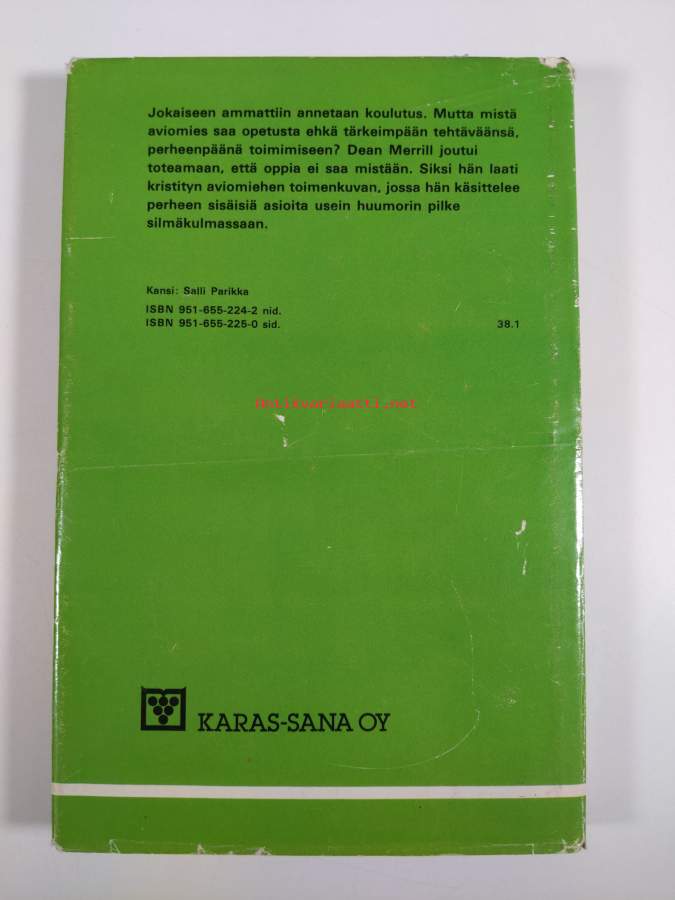 Jokaiseen ammattiin annetaan koulutus. Mutta mistä
aviomies saa opetusta ehkä tärkeimpään tehtäväänsä,
perheenpäänä toimimiseen? Dean Merrill joutui
toteamaan, että oppia ei saa mistään. Siksi hän laati
kristityn aviomiehen toimenkuvan, jossa hän käsittelee
perheen sisäisiä asioita usein huumorin pilke
silmäkulmassaan.
Kansi: Salli Parikka
ISBN 951-655-224-2 nid.
ISBN 951-655-225-0 sid. 38.1
antikvariaatti.net
KARAS-SANA OY